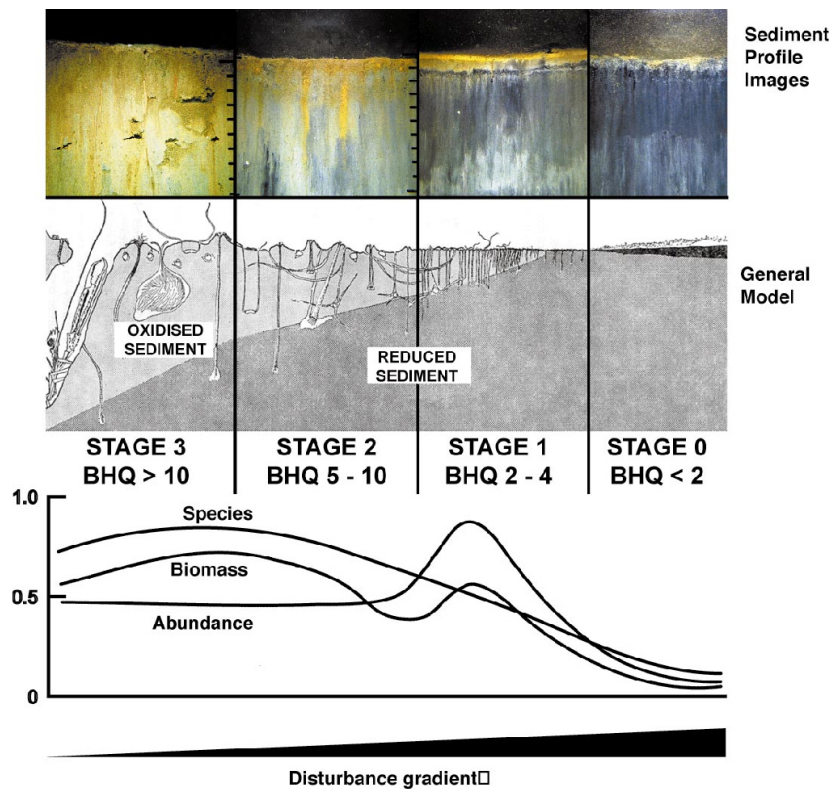 Sediment
Profile
Images
General
Model
OXIDISED
SEDIMENT
REDUCED
SEDIMENT
STAGE 3
BHQ > 10
STAGE 2
BHQ 5 - 10
STAGE 1
BHQ 2 - 4
STAGE 0
BHQ < 2
1.0
0.5
0
Species
Biomass
Abundance
Disturbance gradient□